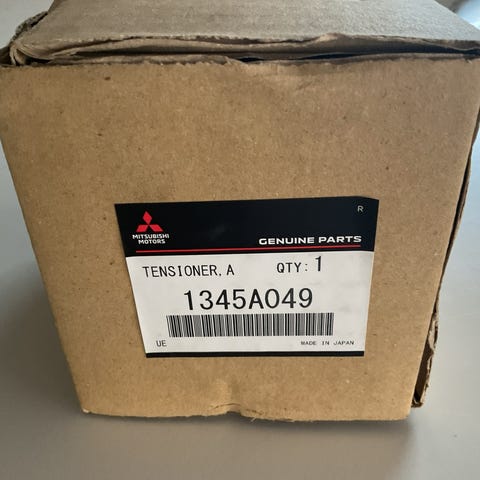 R
MITSUBISHI
MOTORS
GENUINE PARTS
TENSIONER, A QTY: 1
1345A049
UE MADE IN JAPAN